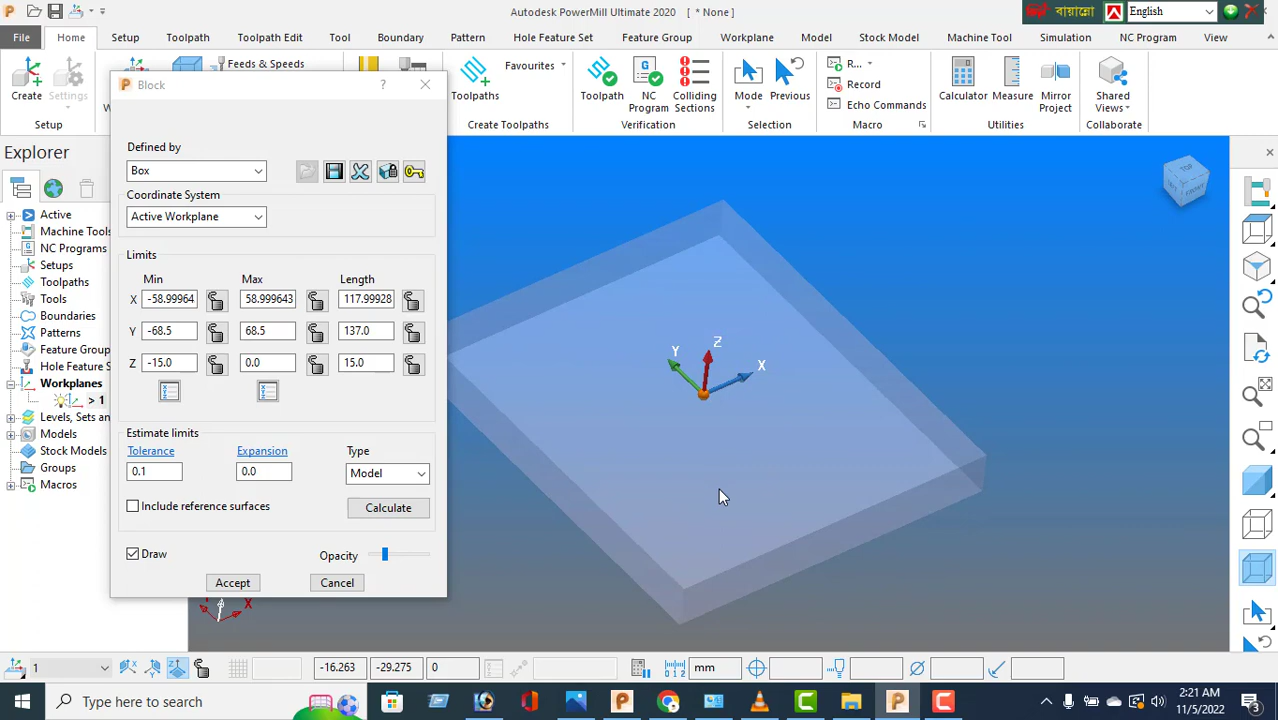 Autodesk PowerMill Ultimate 2020 [ * None ]
বায়ান্নো
English
File
Home
Setup
Toolpath
Toolpath Edit
Tool
Boundary
Pattern
Hole Feature Set
Feature Group
Workplane
Model
Stock Model
Machine Tool
Simulation
NC Program
View
Create
Settings
Setup
Feeds & Speeds
Toolpaths
Favourites
Create Toolpaths
Toolpath
NC Program
Colliding Sections
Verification
Mode
Previous
Selection
R...
Record
Echo Commands
Macro
Calculator
Measure
Mirror Project
Utilities
Shared Views
Collaborate
Explorer
Active
Machine Tools
NC Programs
Setups
Toolpaths
Tools
Boundaries
Patterns
Feature Group
Hole Feature S
Workplanes
> 1
Levels, Sets an
Models
Stock Models
Groups
Macros
Block
?
Defined by
Box
Coordinate System
Active Workplane
Limits
Min Max Length
X -58.99964 58.999643 117.99928
Y -68.5 68.5 137.0
Z -15.0 0.0 15.0
Estimate limits
Tolerance Expansion Type
0.1 0.0 Model
Include reference surfaces
Calculate
Draw
Opacity
Accept Cancel
Z
Y
X
TOP
FRONT
X
1
-16.263 -29.275 0
mm
Type here to search
2:21 AM
11/5/2022
3